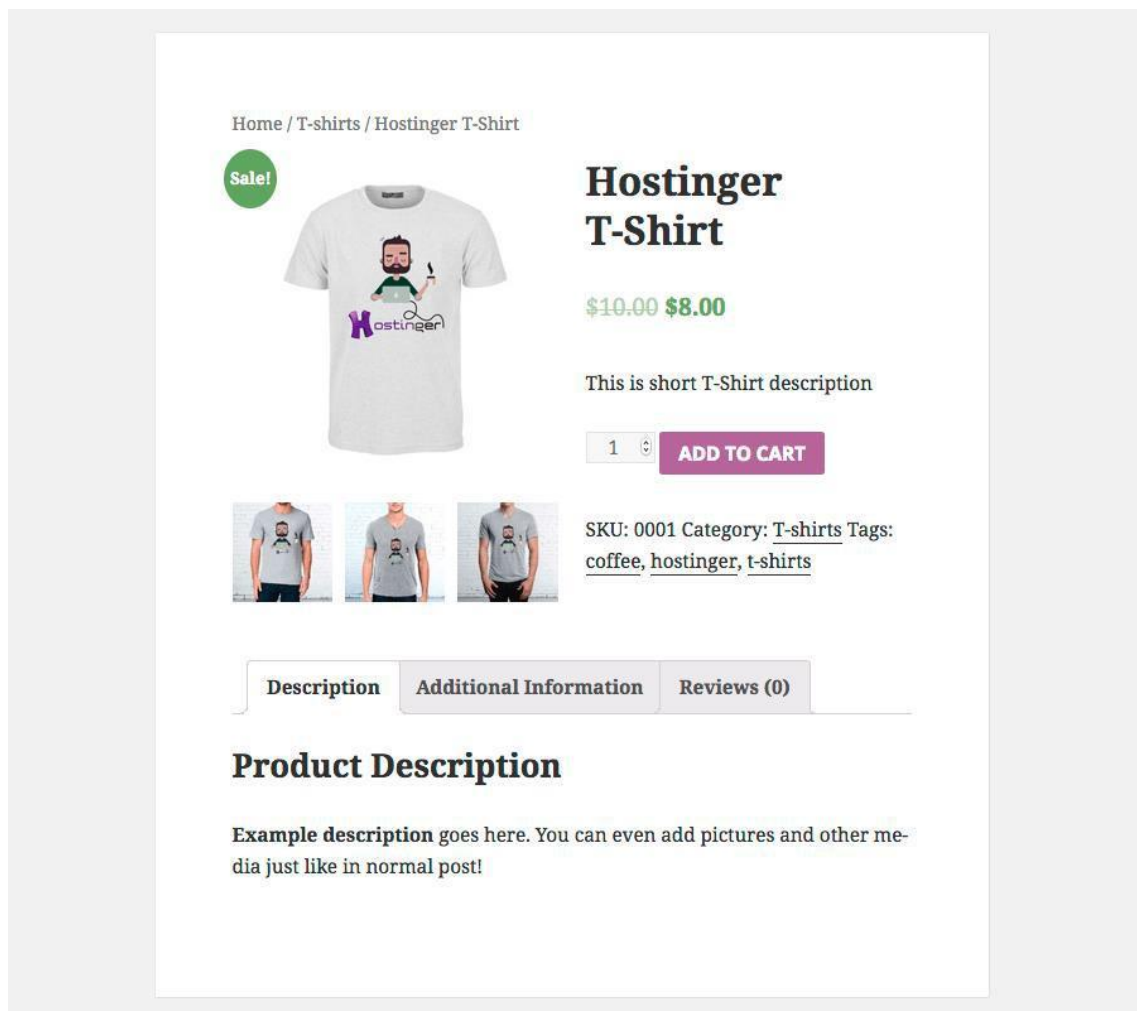 Home / T-shirts / Hostinger T-Shirt
Sale!
Hostinger
Hostinger
T-Shirt
$10.00 $8.00
This is short T-Shirt description
1 ADD TO CART
SKU: 0001 Category: T-shirts Tags:
coffee, hostinger, t-shirts
Description Additional Information Reviews (0)
Product Description
Example description goes here. You can even add pictures and other me-
dia just like in normal post!